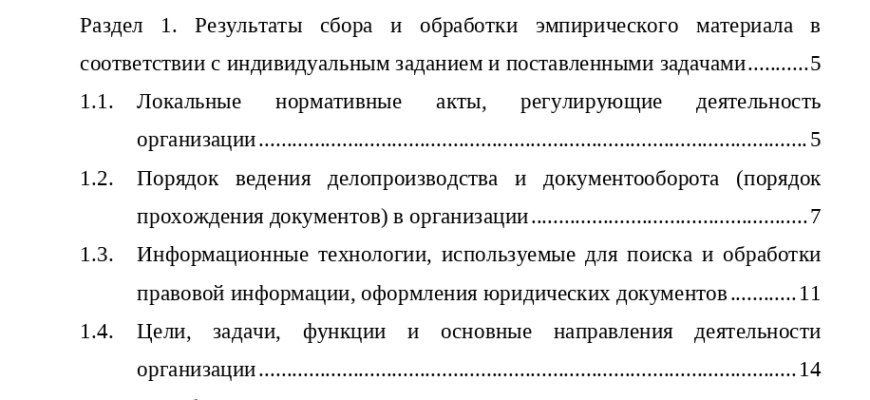 Раздел 1. Результаты сбора и обработки эмпирического материала в
соответствии с индивидуальным заданием и поставленными задачами...........5
1.1. Локальные нормативные акты, регулирующие деятельность
организации....................................................................................................5
1.2. Порядок ведения делопроизводства и документооборота (порядок
прохождения документов) в организации..................................................7
1.3. Информационные технологии, используемые для поиска и обработки
правовой информации, оформления юридических документов............11
1.4. Цели, задачи, функции и основные направления деятельности
организации..................................................................................................14